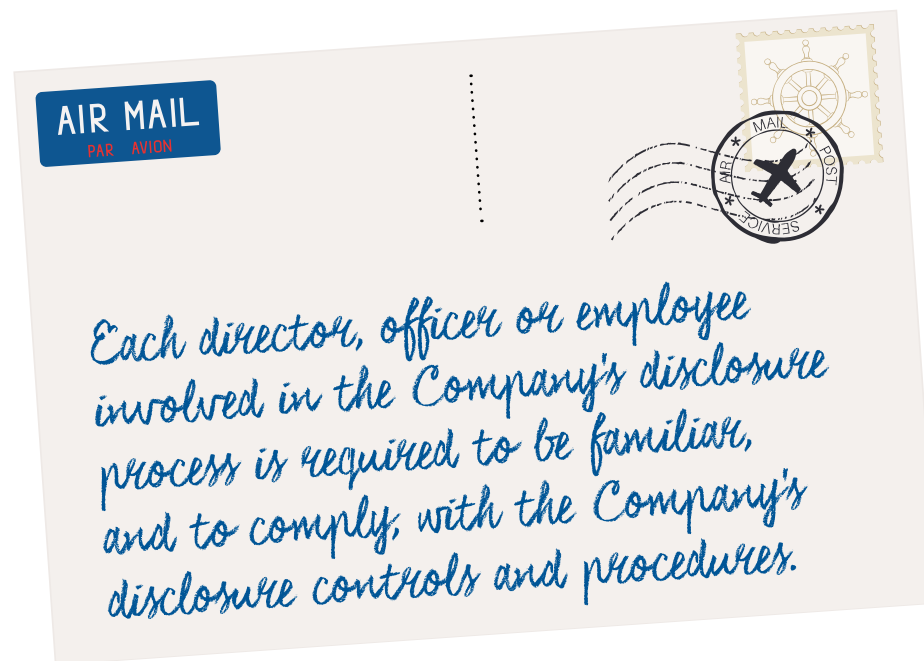 AIR MAIL
PAR AVION
AIR MAIL POST
SERVICE
Each director, officer or employee
involved in the Company's disclosure
process is required to be familiar,
and to comply, with the Company's
disclosure controls and procedures.